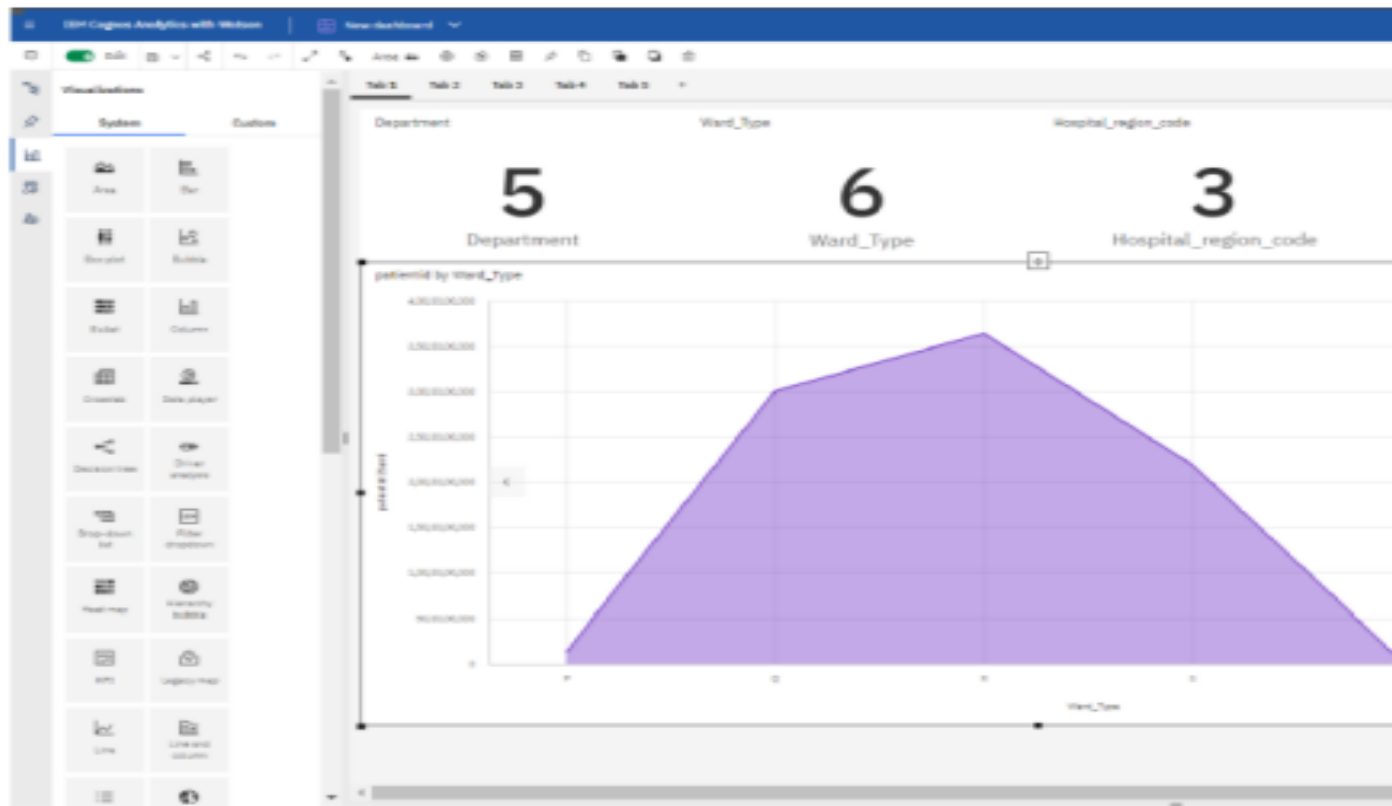 IBM Cognos Analytics with Watson
New dashboard
Edit
Area
Visualizations
Tab 1 Tab 2 Tab 3 Tab 4 Tab 5 +
System Custom
Department Ward_Type Hospital_region_code
5 6 3
Department Ward_Type Hospital_region_code
Area Bar
Box plot Bubble
Bullet Column
Crosstab Data player
Decision tree Driver analysis
Drop-down list Filter dropdown
Heat map Hierarchy bubble
KPI Legacy map
Line Line and column
patientid by Ward_Type
0
P Q R S
Ward_Type